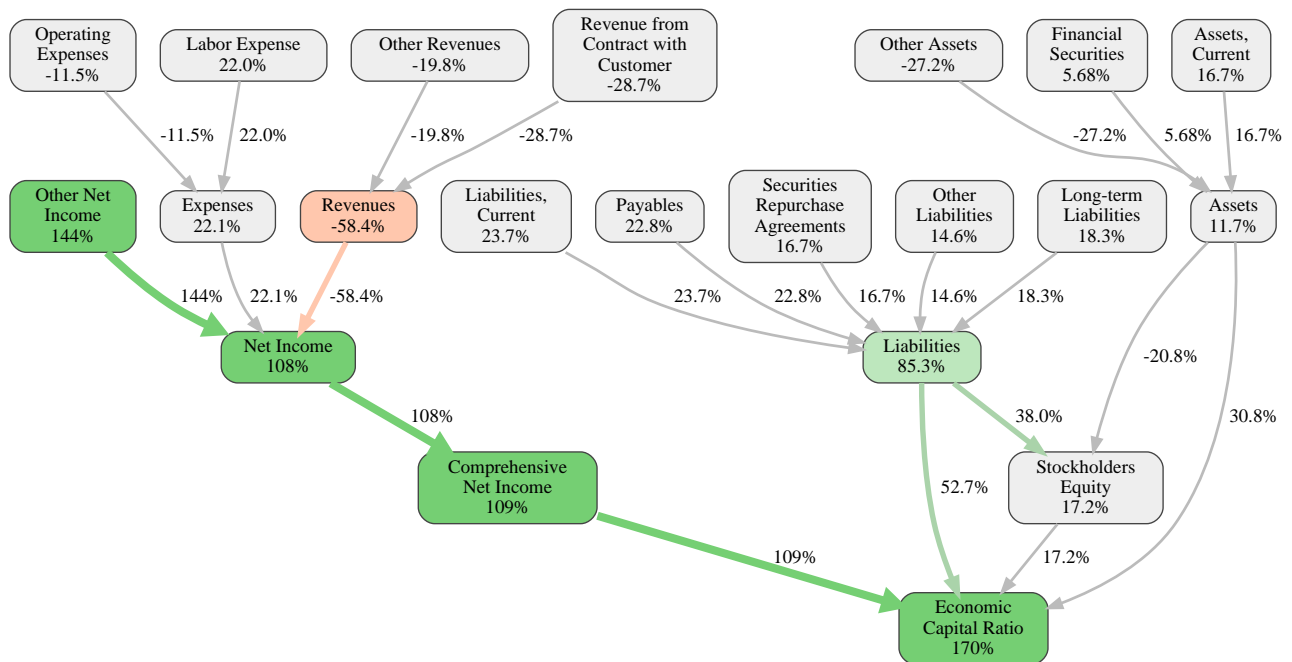 Operating
Expenses
-11.5%
Labor Expense
22.0%
Other Revenues
-19.8%
Revenue from
Contract with
Customer
-28.7%
Other Assets
-27.2%
Financial
Securities
5.68%
Assets,
Current
16.7%
-11.5%
22.0%
-19.8%
-28.7%
-27.2%
5.68%
16.7%
Other Net
Income
144%
Expenses
22.1%
Revenues
-58.4%
Liabilities,
Current
23.7%
Payables
22.8%
Securities
Repurchase
Agreements
16.7%
Other
Liabilities
14.6%
Long-term
Liabilities
18.3%
Assets
11.7%
144%
22.1%
-58.4%
23.7%
22.8%
16.7%
14.6%
18.3%
Net Income
108%
Liabilities
85.3%
-20.8%
108%
38.0%
30.8%
Comprehensive
Net Income
109%
52.7%
Stockholders
Equity
17.2%
109%
17.2%
Economic
Capital Ratio
170%